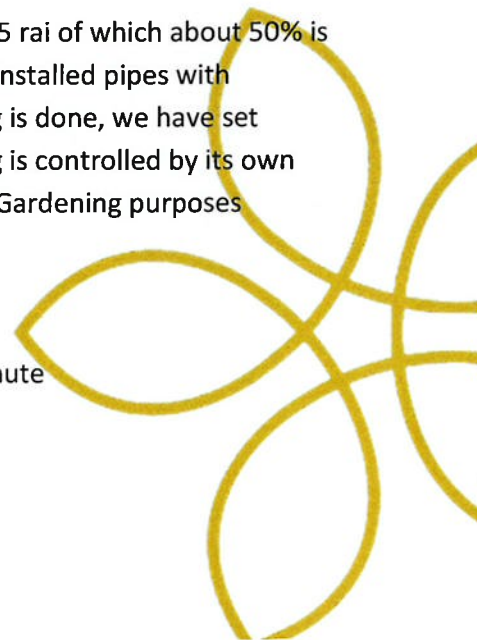 5 rai of which about 50% is
nstalled pipes with
is done, we have set
is controlled by its own
Gardening purposes
ute